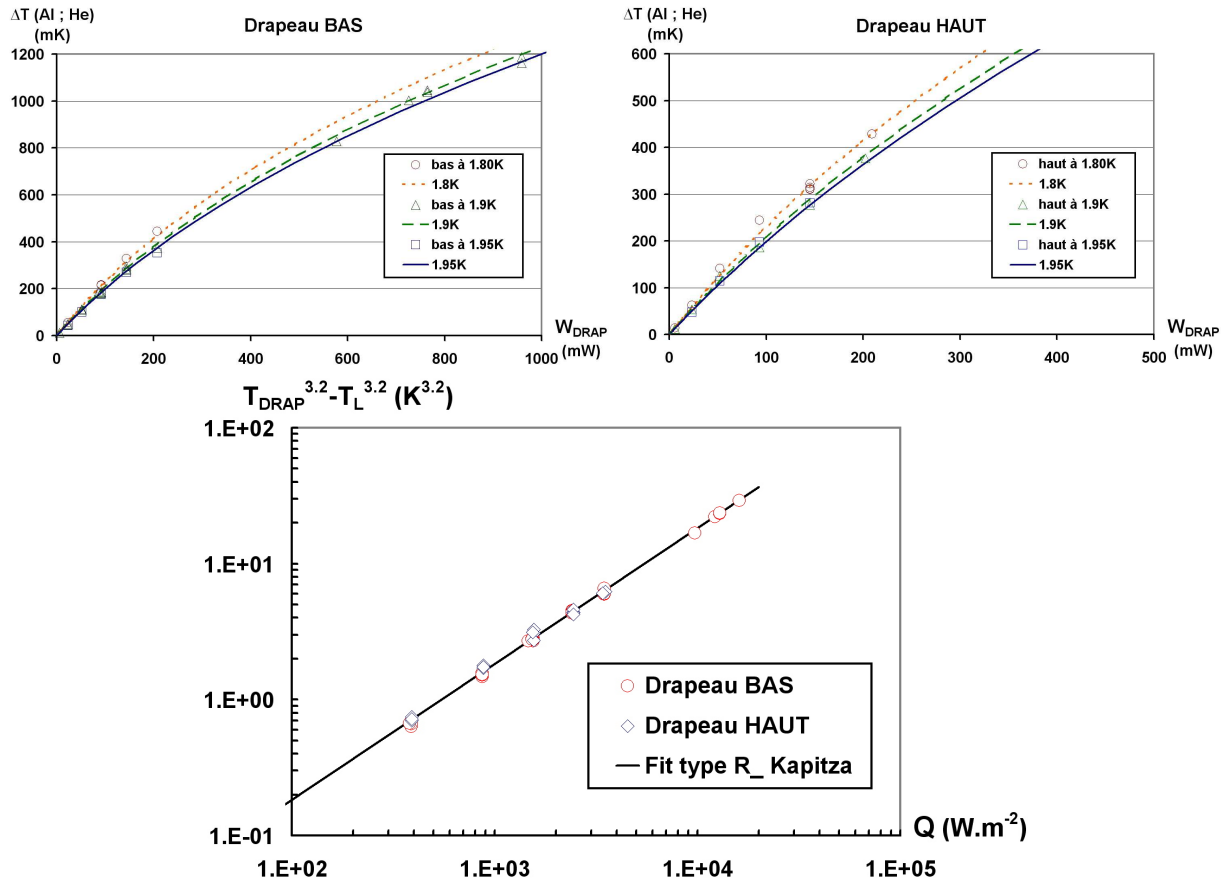 ΔT (Al ; He)
(mK)
Drapeau BAS
1200
1000
800
600
400
200
0
0
200
400
600
800
1000
W_DRAP
(mW)
bas à 1.80K
1.8K
bas à 1.9K
1.9K
bas à 1.95K
1.95K
ΔT (Al ; He)
(mK)
Drapeau HAUT
600
500
400
300
200
100
0
0
100
200
300
400
500
W_DRAP
(mW)
haut à 1.80K
1.8K
haut à 1.9K
1.9K
haut à 1.95K
1.95K
T_DRAP^3.2-T_L^3.2 (K^3.2)
1.E+02
1.E+01
1.E+00
1.E-01
1.E+02
1.E+03
1.E+04
1.E+05
Q (W.m^-2)
Drapeau BAS
Drapeau HAUT
Fit type R_ Kapitza